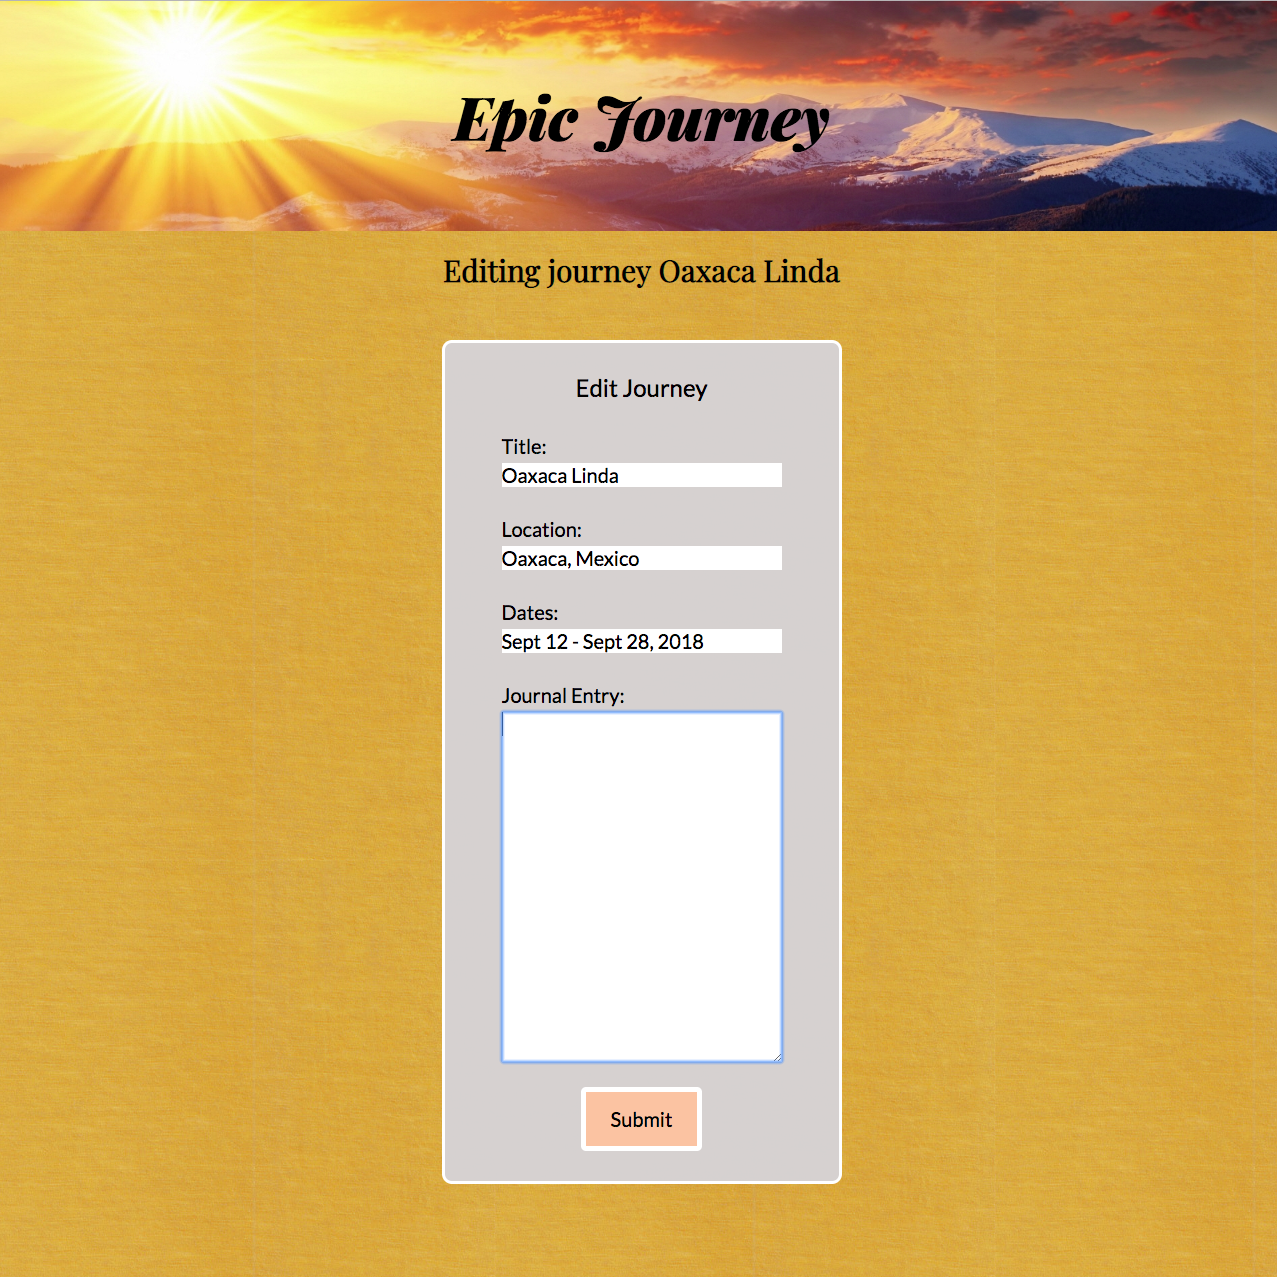 Epic Journey
Editing journey Oaxaca Linda
Edit Journey
Title:
Oaxaca Linda
Location:
Oaxaca, Mexico
Dates:
Sept 12 - Sept 28, 2018
Journal Entry:
Submit